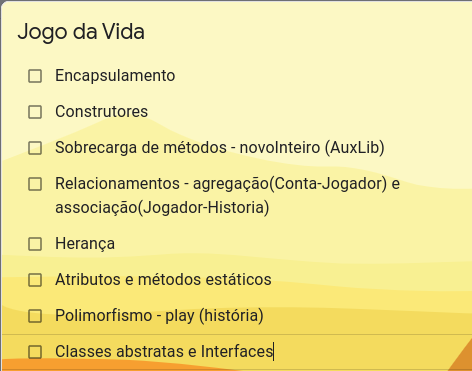 Jogo da Vida
Encapsulamento
Construtores
Sobrecarga de métodos - novoInteiro (AuxLib)
Relacionamentos - agregação(Conta-Jogador) e
associação(Jogador-Historia)
Herança
Atributos e métodos estáticos
Polimorfismo - play (história)
Classes abstratas e Interfaces